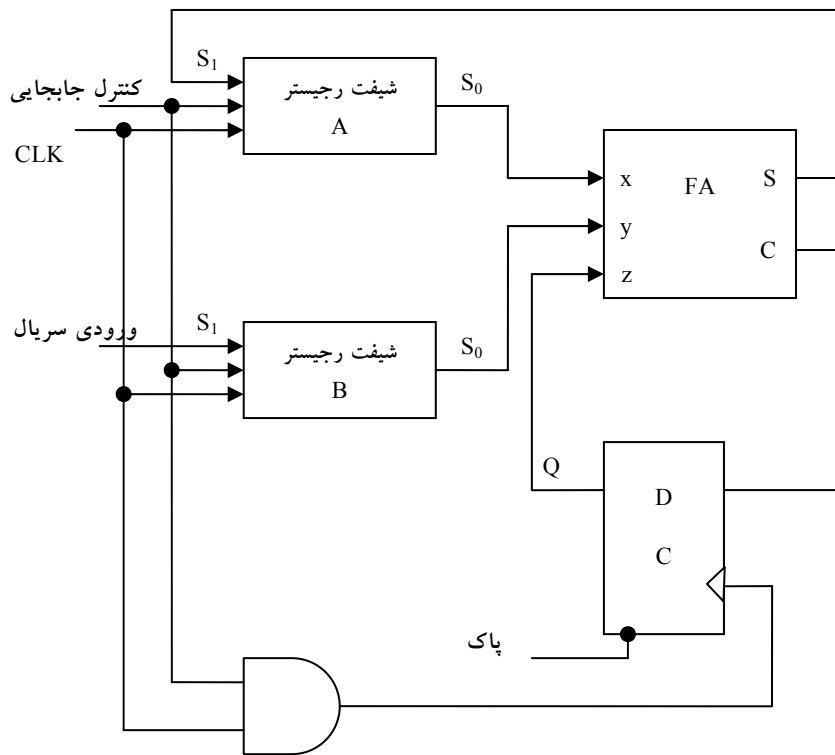 S₁
شیفت رجیستر
A
S₀
کنترل جابجایی
CLK
x
y
z
FA
S
C
ورودی سریال
S₁
شیفت رجیستر
B
S₀
Q
D
C
پاک